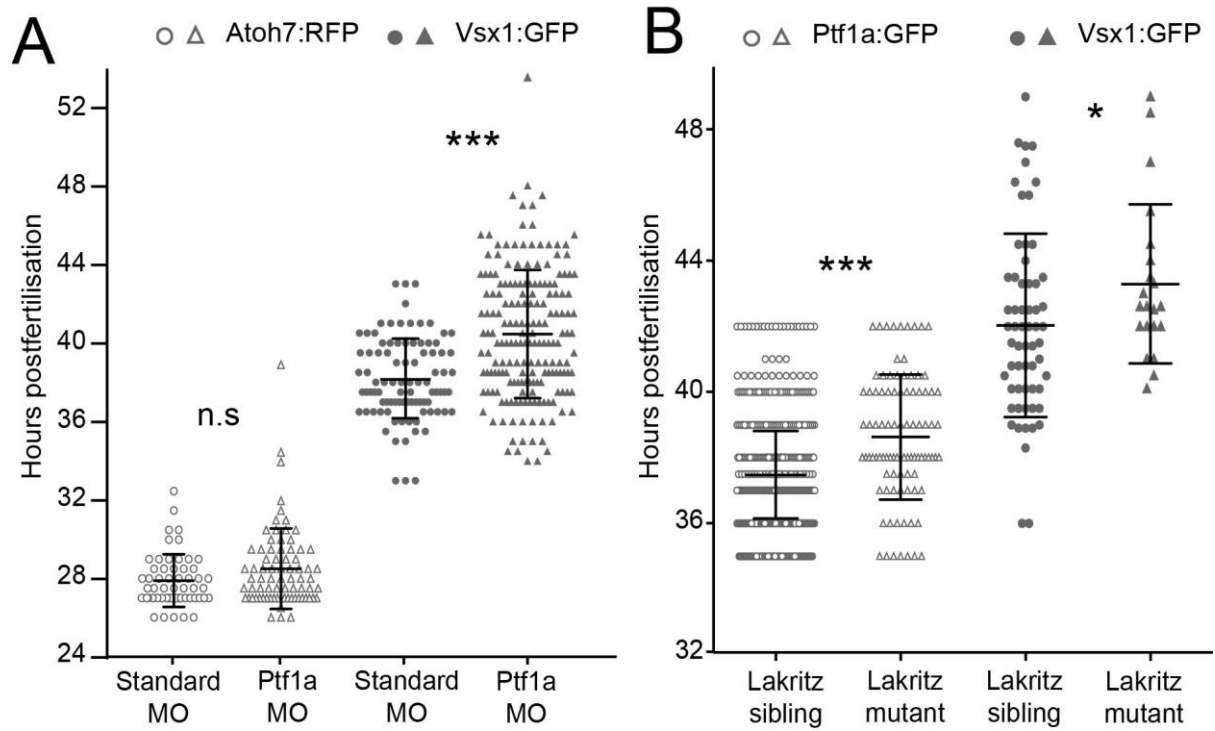 A
Atoh7:RFP
Vsx1:GFP
Hours postfertilisation
52
48
44
40
36
32
28
24
n.s
***
Standard
MO
Ptf1a
MO
Standard
MO
Ptf1a
MO
B
Ptf1a:GFP
Vsx1:GFP
Hours postfertilisation
48
44
40
36
32
***
*
Lakritz
sibling
Lakritz
mutant
Lakritz
sibling
Lakritz
mutant